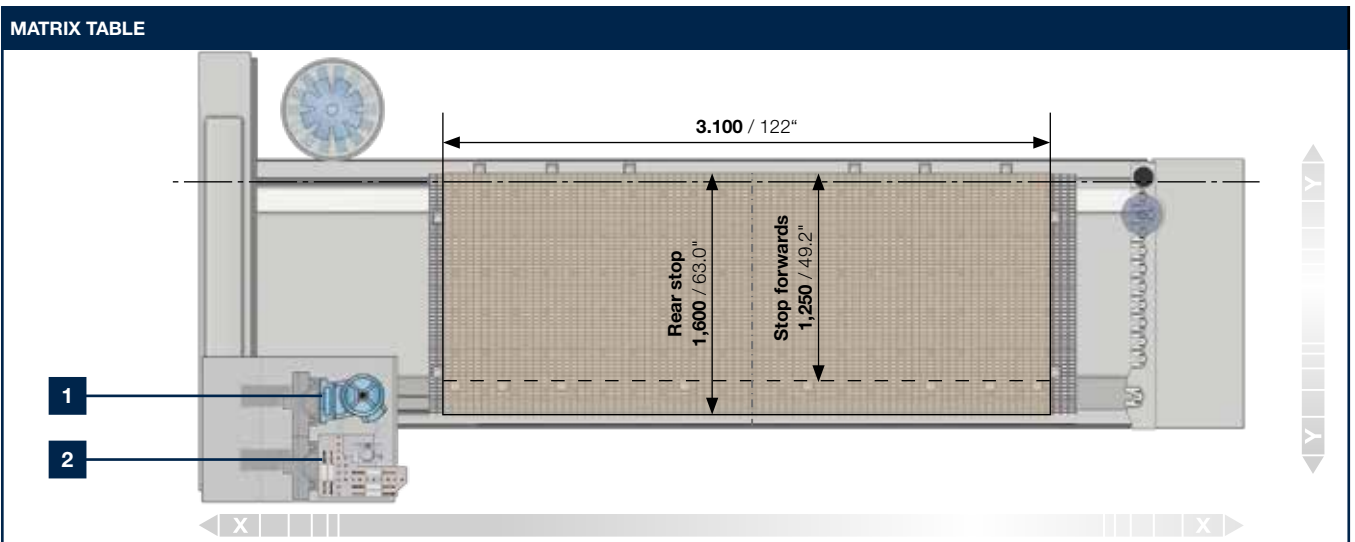 MATRIX TABLE
3.100 / 122“
Y
Rear stop
1,600 / 63.0"
Stop forwards
1,250 / 49.2"
1
2
Y
X
X